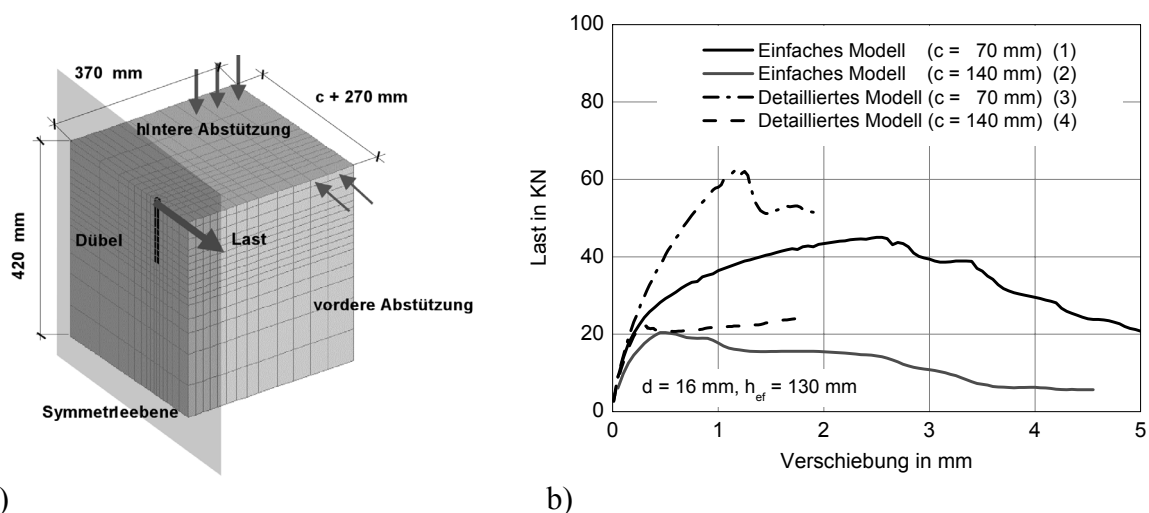 370 mm
c + 270 mm
hIntere Abstützung
420 mm
Dübel
Last
vordere Abstützung
SymmetrIeebene
)
100
80
60
40
20
0
Last in KN
Einfaches Modell (c = 70 mm) (1)
Einfaches Modell (c = 140 mm) (2)
Detailliertes Modell (c = 70 mm) (3)
Detailliertes Modell (c = 140 mm) (4)
d = 16 mm, h_ef = 130 mm
0 1 2 3 4 5
Verschiebung in mm
b)